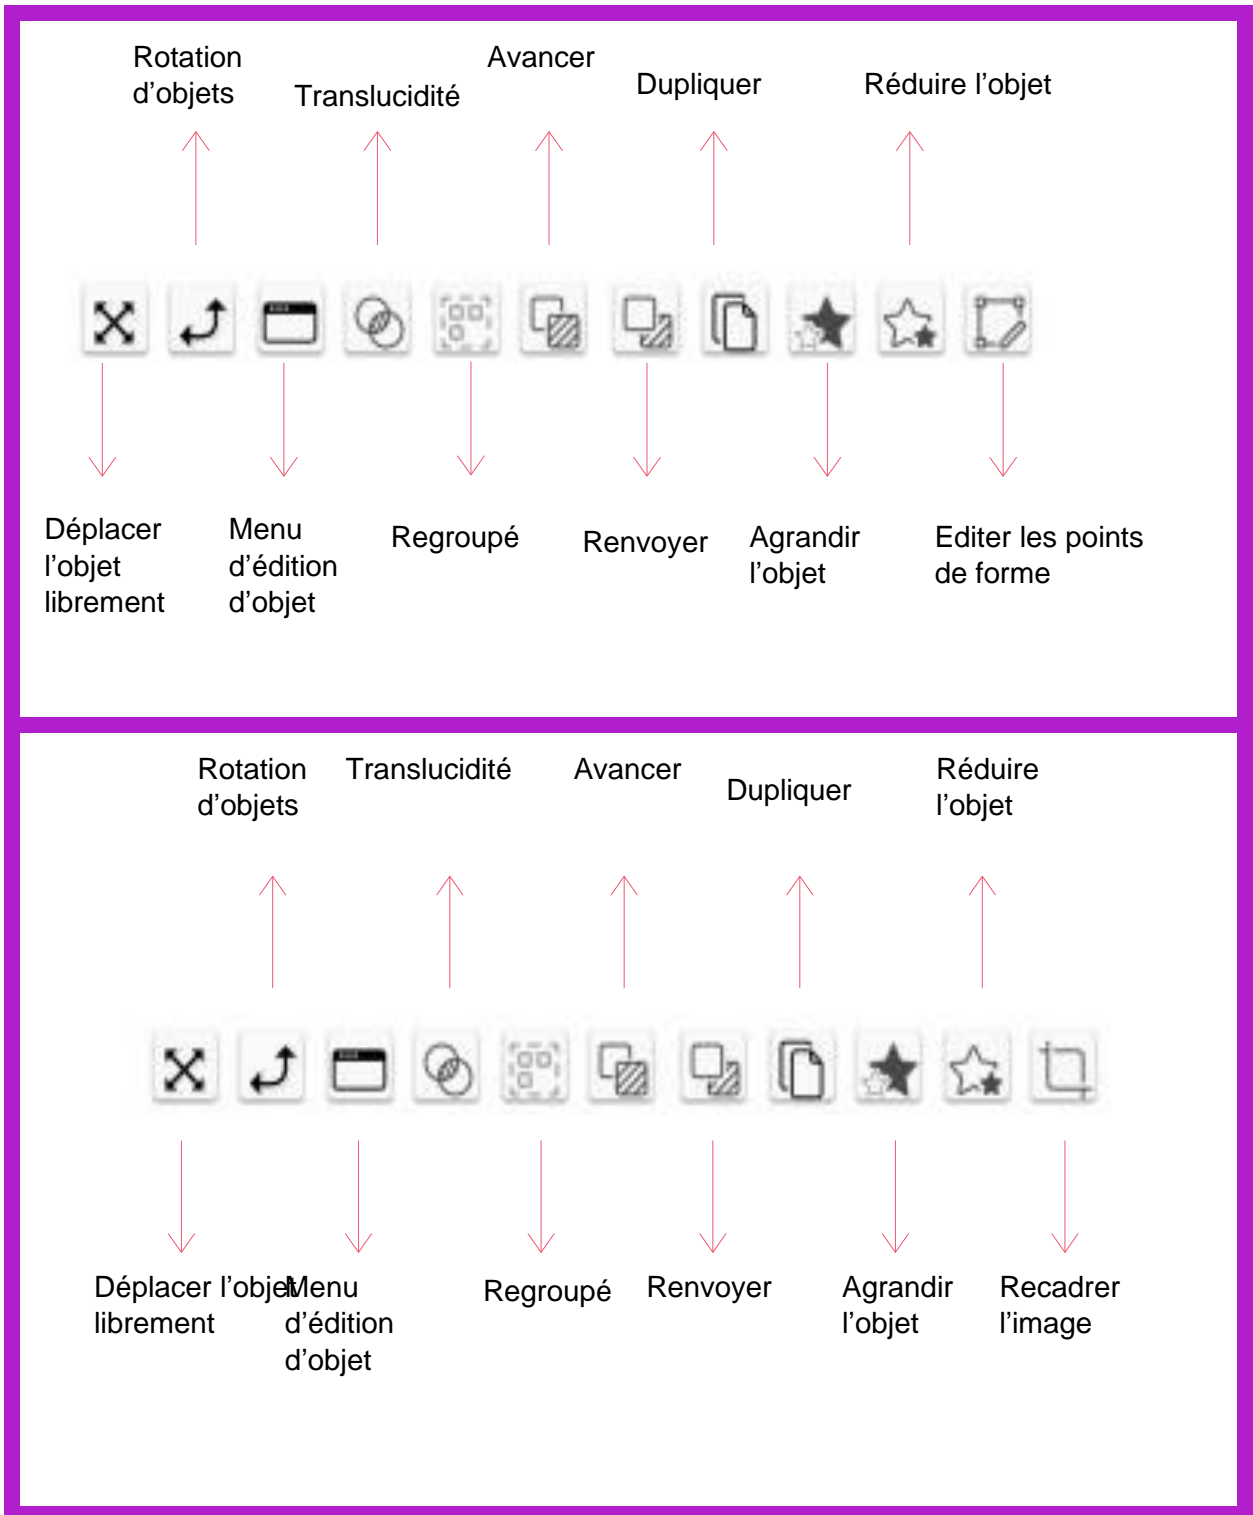 Rotation
d’objets
Translucidité
Avancer
Dupliquer
Réduire l’objet
Déplacer
l’objet
librement
Menu
d’édition
d’objet
Regroupé
Renvoyer
Agrandir
l’objet
Editer les points
de forme
Rotation
d’objets
Translucidité
Avancer
Dupliquer
Réduire
l’objet
Déplacer l’objet
librement
Menu
d’édition
d’objet
Regroupé
Renvoyer
Agrandir
l’objet
Recadrer
l’image